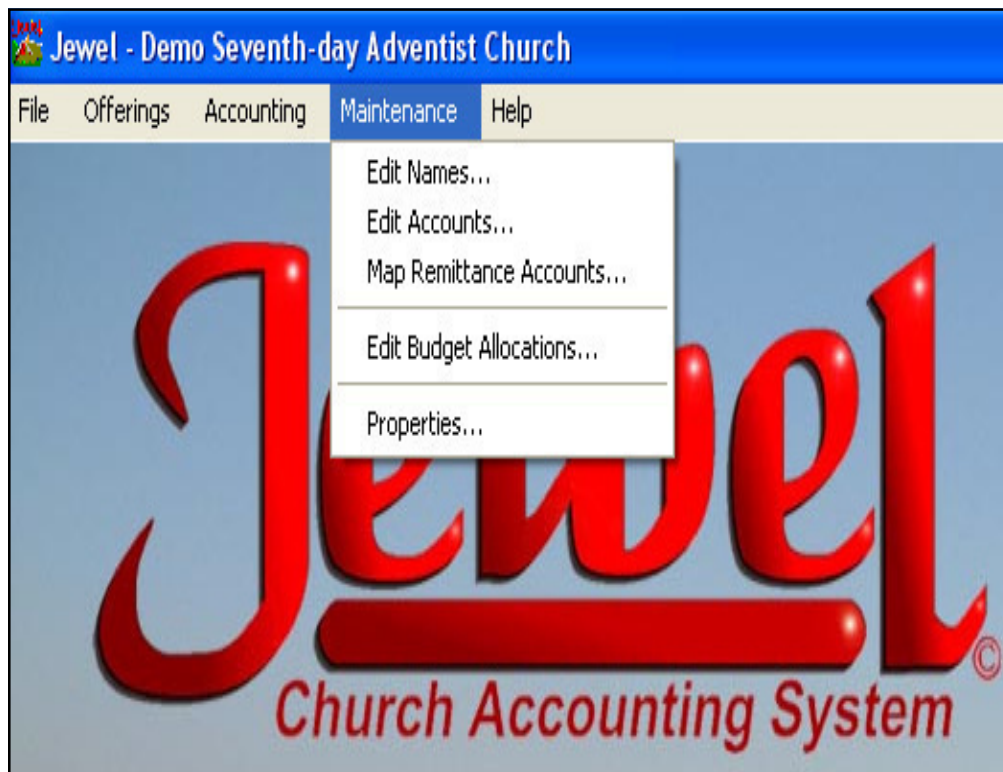 Jewel - Demo Seventh-day Adventist Church
File Offerings Accounting Maintenance Help
Edit Names...
Edit Accounts...
Map Remittance Accounts...
Edit Budget Allocations...
Properties...
Jewel
©
Church Accounting System